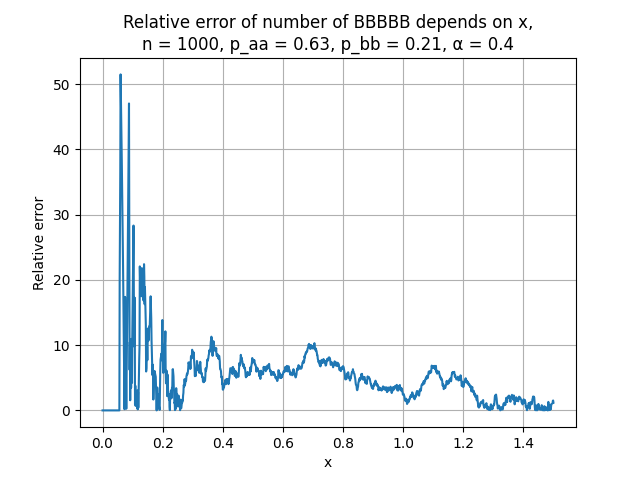 Relative error of number of BBBBB depends on x,
n = 1000, p_aa = 0.63, p_bb = 0.21, α = 0.4
50
40
30
20
10
0
Relative error
0.0 0.2 0.4 0.6 0.8 1.0 1.2 1.4
x